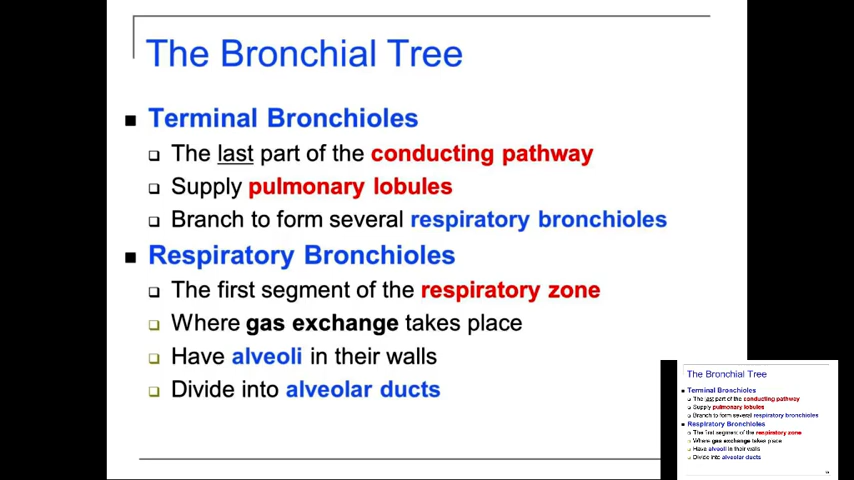 The Bronchial Tree
Terminal Bronchioles
The last part of the conducting pathway
Supply pulmonary lobules
Branch to form several respiratory bronchioles
Respiratory Bronchioles
The first segment of the respiratory zone
Where gas exchange takes place
Have alveoli in their walls
Divide into alveolar ducts
The Bronchial Tree
Terminal Bronchioles
The last part of the conducting pathway
Supply pulmonary lobules
Branch to form several respiratory bronchioles
Respiratory Bronchioles
The first segment of the respiratory zone
Where gas exchange takes place
Have alveoli in their walls
Divide into alveolar ducts